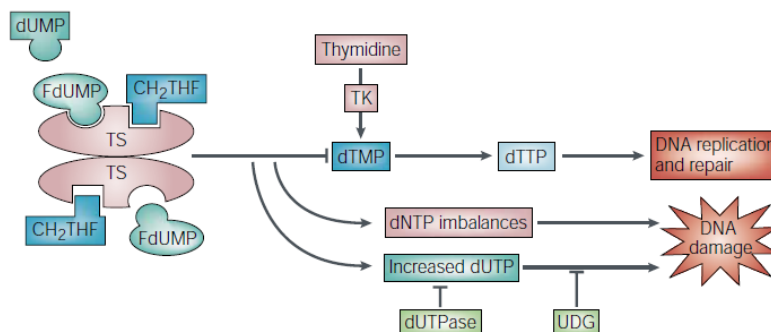 dUMP
FdUMP
CH₂THF
TS
TS
CH₂THF
FdUMP
Thymidine
TK
dTMP
dTTP
DNA replication
and repair
dNTP imbalances
DNA
damage
Increased dUTP
dUTPase
UDG